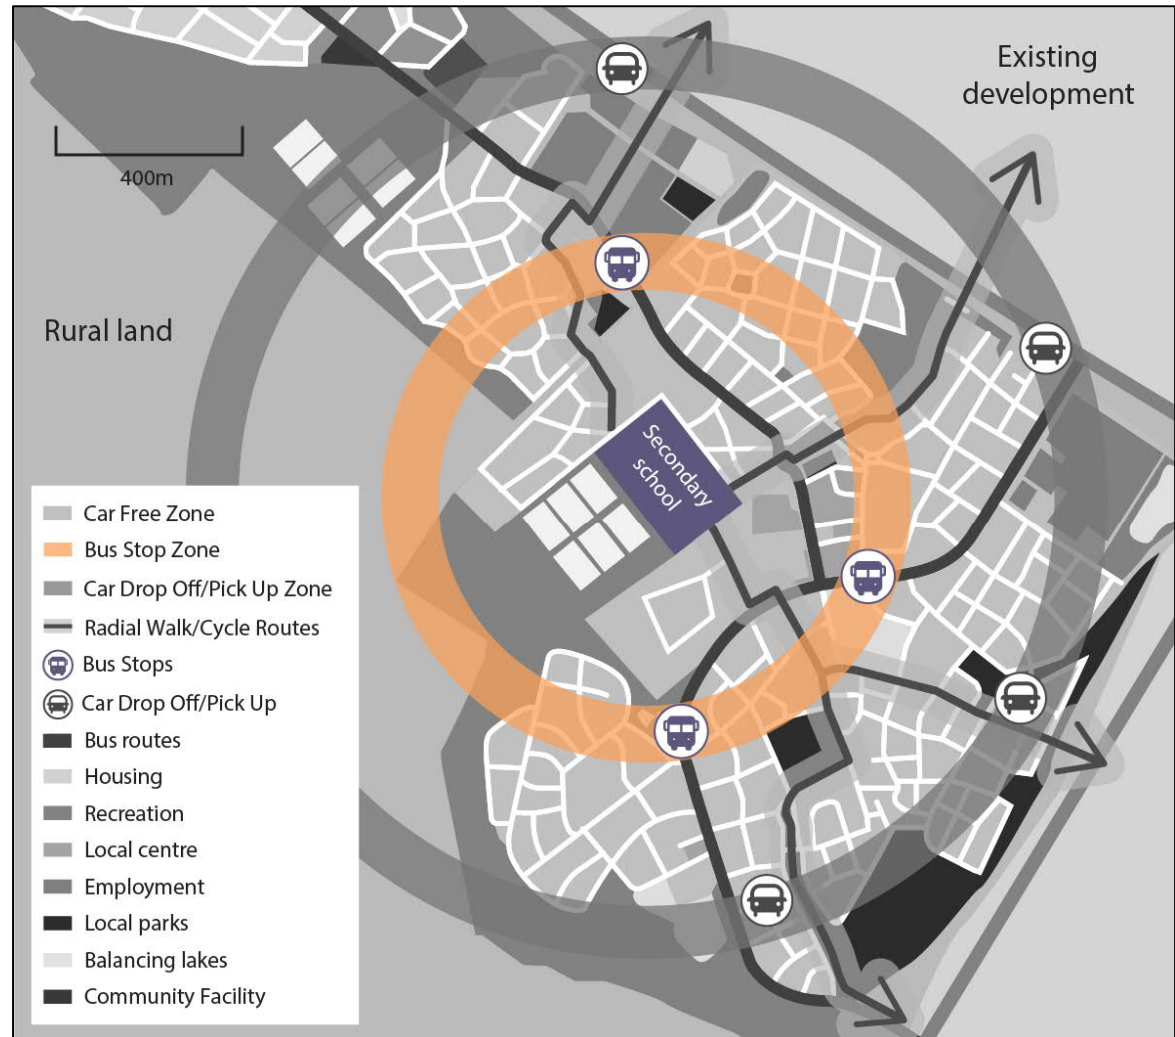 Existing
development
400m
Rural land
Secondary
school
Car Free Zone
Bus Stop Zone
Car Drop Off/Pick Up Zone
Radial Walk/Cycle Routes
Bus Stops
Car Drop Off/Pick Up
Bus routes
Housing
Recreation
Local centre
Employment
Local parks
Balancing lakes
Community Facility